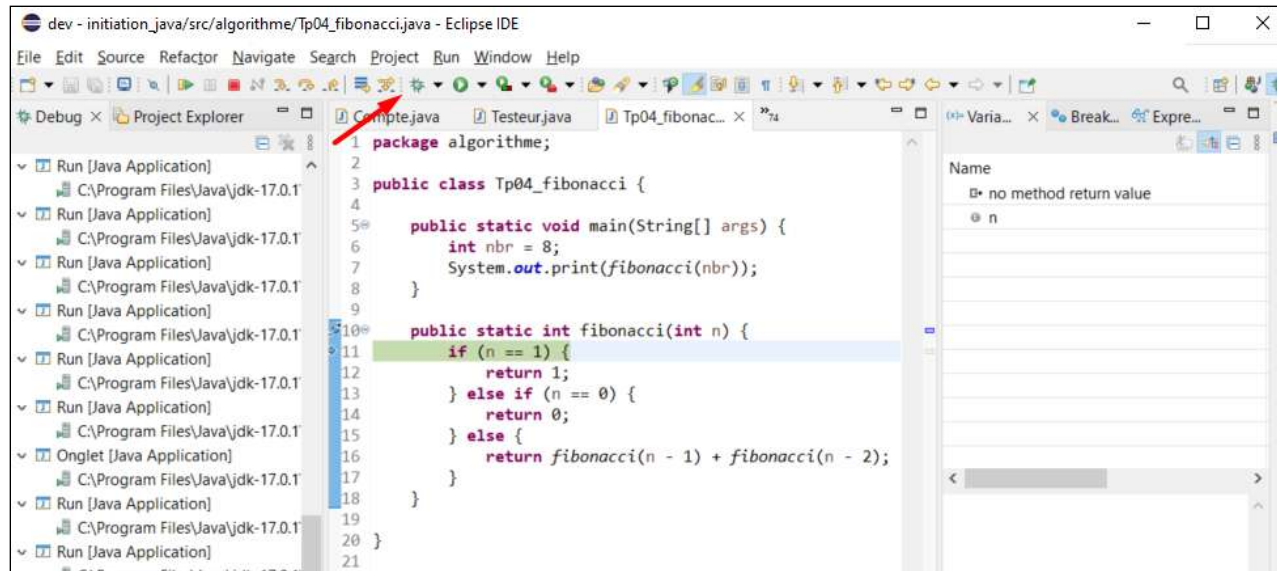 dev - initiation_java/src/algorithme/Tp04_fibonacci.java - Eclipse IDE
File Edit Source Refactor Navigate Search Project Run Window Help
Debug Project Explorer
Run [Java Application]
C:\Program Files\Java\jdk-17.0.1
Run [Java Application]
C:\Program Files\Java\jdk-17.0.1
Run [Java Application]
C:\Program Files\Java\jdk-17.0.1
Run [Java Application]
C:\Program Files\Java\jdk-17.0.1
Run [Java Application]
C:\Program Files\Java\jdk-17.0.1
Run [Java Application]
C:\Program Files\Java\jdk-17.0.1
Onglet [Java Application]
C:\Program Files\Java\jdk-17.0.1
Run [Java Application]
C:\Program Files\Java\jdk-17.0.1
Run [Java Application]
Compte.java Testeur.java Tp04_fibonac... 74
1 package algorithme;
2
3 public class Tp04_fibonacci {
4
5 public static void main(String[] args) {
6 int nbr = 8;
7 System.out.print(fibonacci(nbr));
8 }
9
10 public static int fibonacci(int n) {
11 if (n == 1) {
12 return 1;
13 } else if (n == 0) {
14 return 0;
15 } else {
16 return fibonacci(n - 1) + fibonacci(n - 2);
17 }
18 }
19
20 }
21
Varia... Break... Expre...
Name
no method return value
n